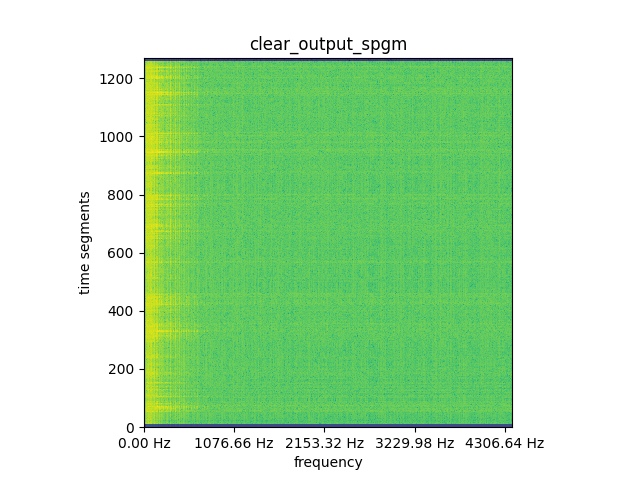 clear_output_spgm
1200
1000
800
600
400
200
0
time segments
0.00 Hz 1076.66 Hz 2153.32 Hz 3229.98 Hz 4306.64 Hz
frequency